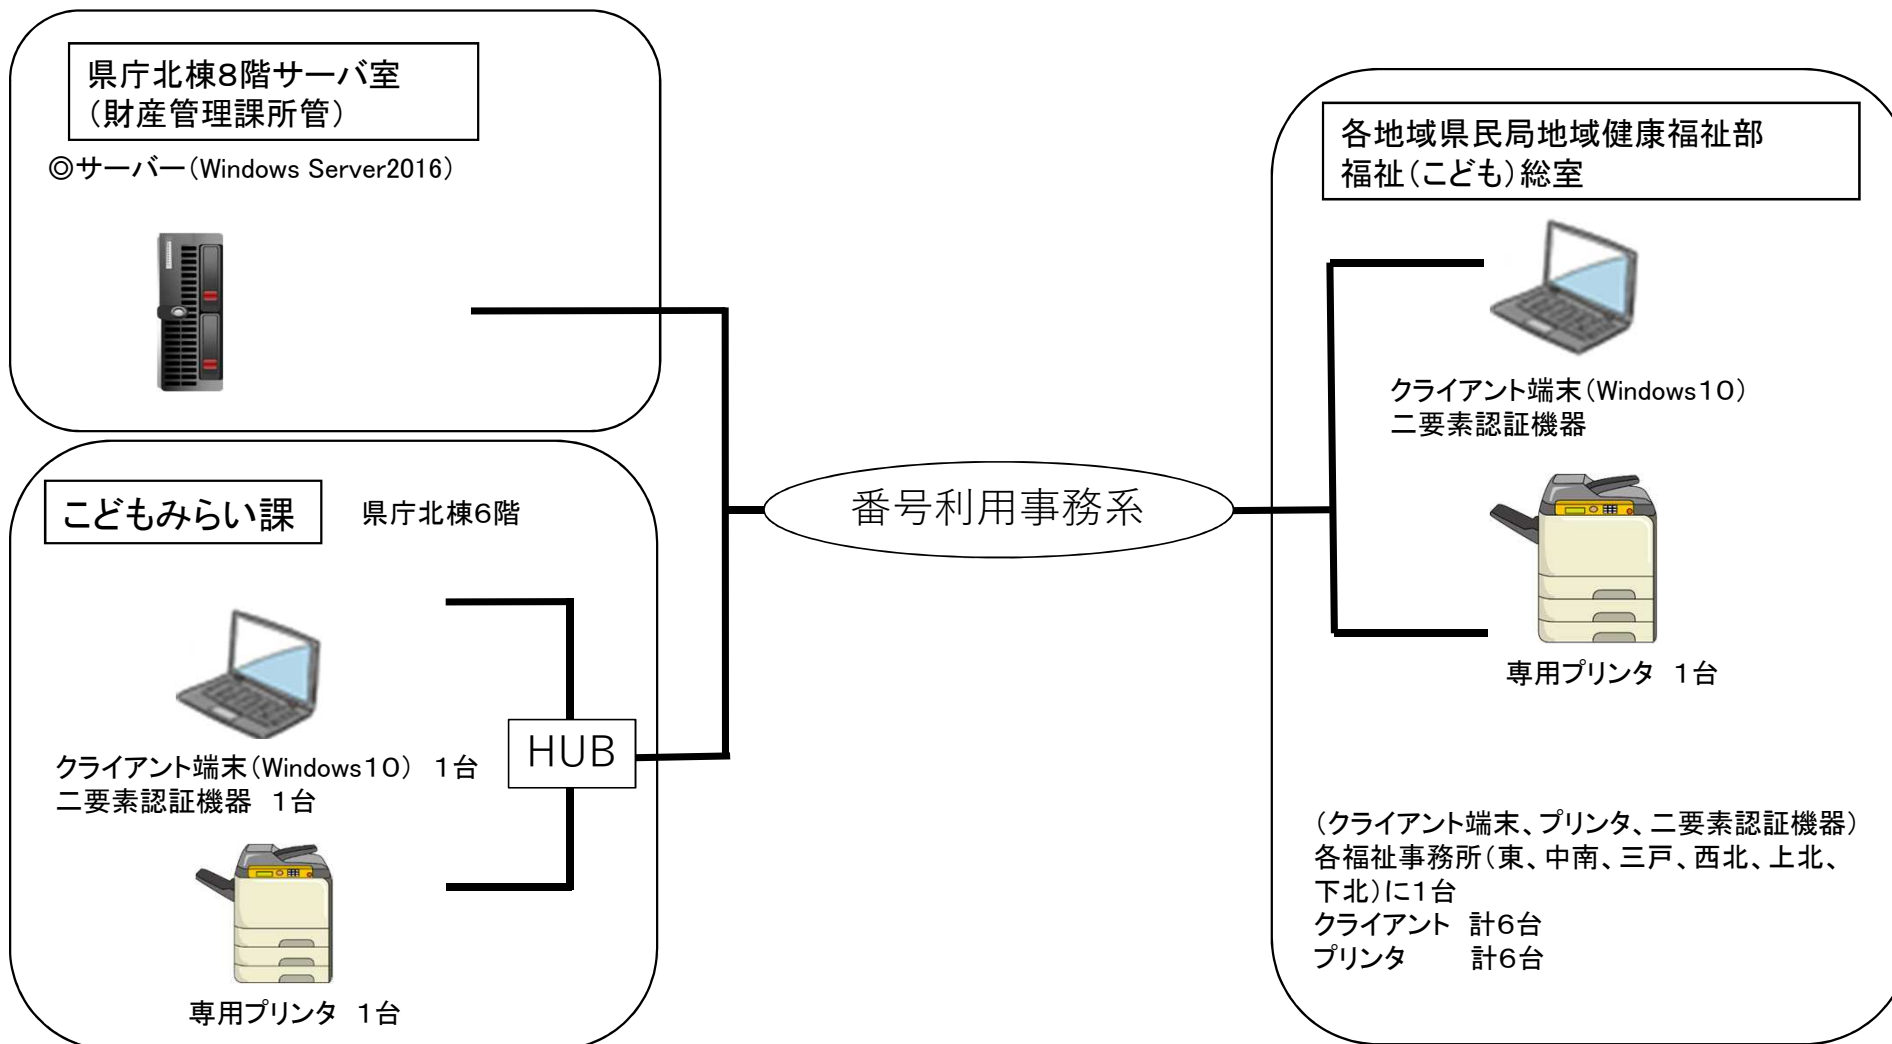 県庁北棟8階サーバ室
（財産管理課所管）
◎サーバー（Windows Server2016）
こどもみらい課
県庁北棟６階
クライアント端末（Windows１０）　１台
二要素認証機器　１台
HUB
専用プリンタ　１台
番号利用事務系
各地域県民局地域健康福祉部
福祉（こども）総室
クライアント端末（Windows１０）
二要素認証機器
専用プリンタ　１台
（クライアント端末、プリンタ、二要素認証機器）
各福祉事務所（東、中南、三戸、西北、上北、
下北）に１台
クライアント　計６台
プリンタ　　　計６台